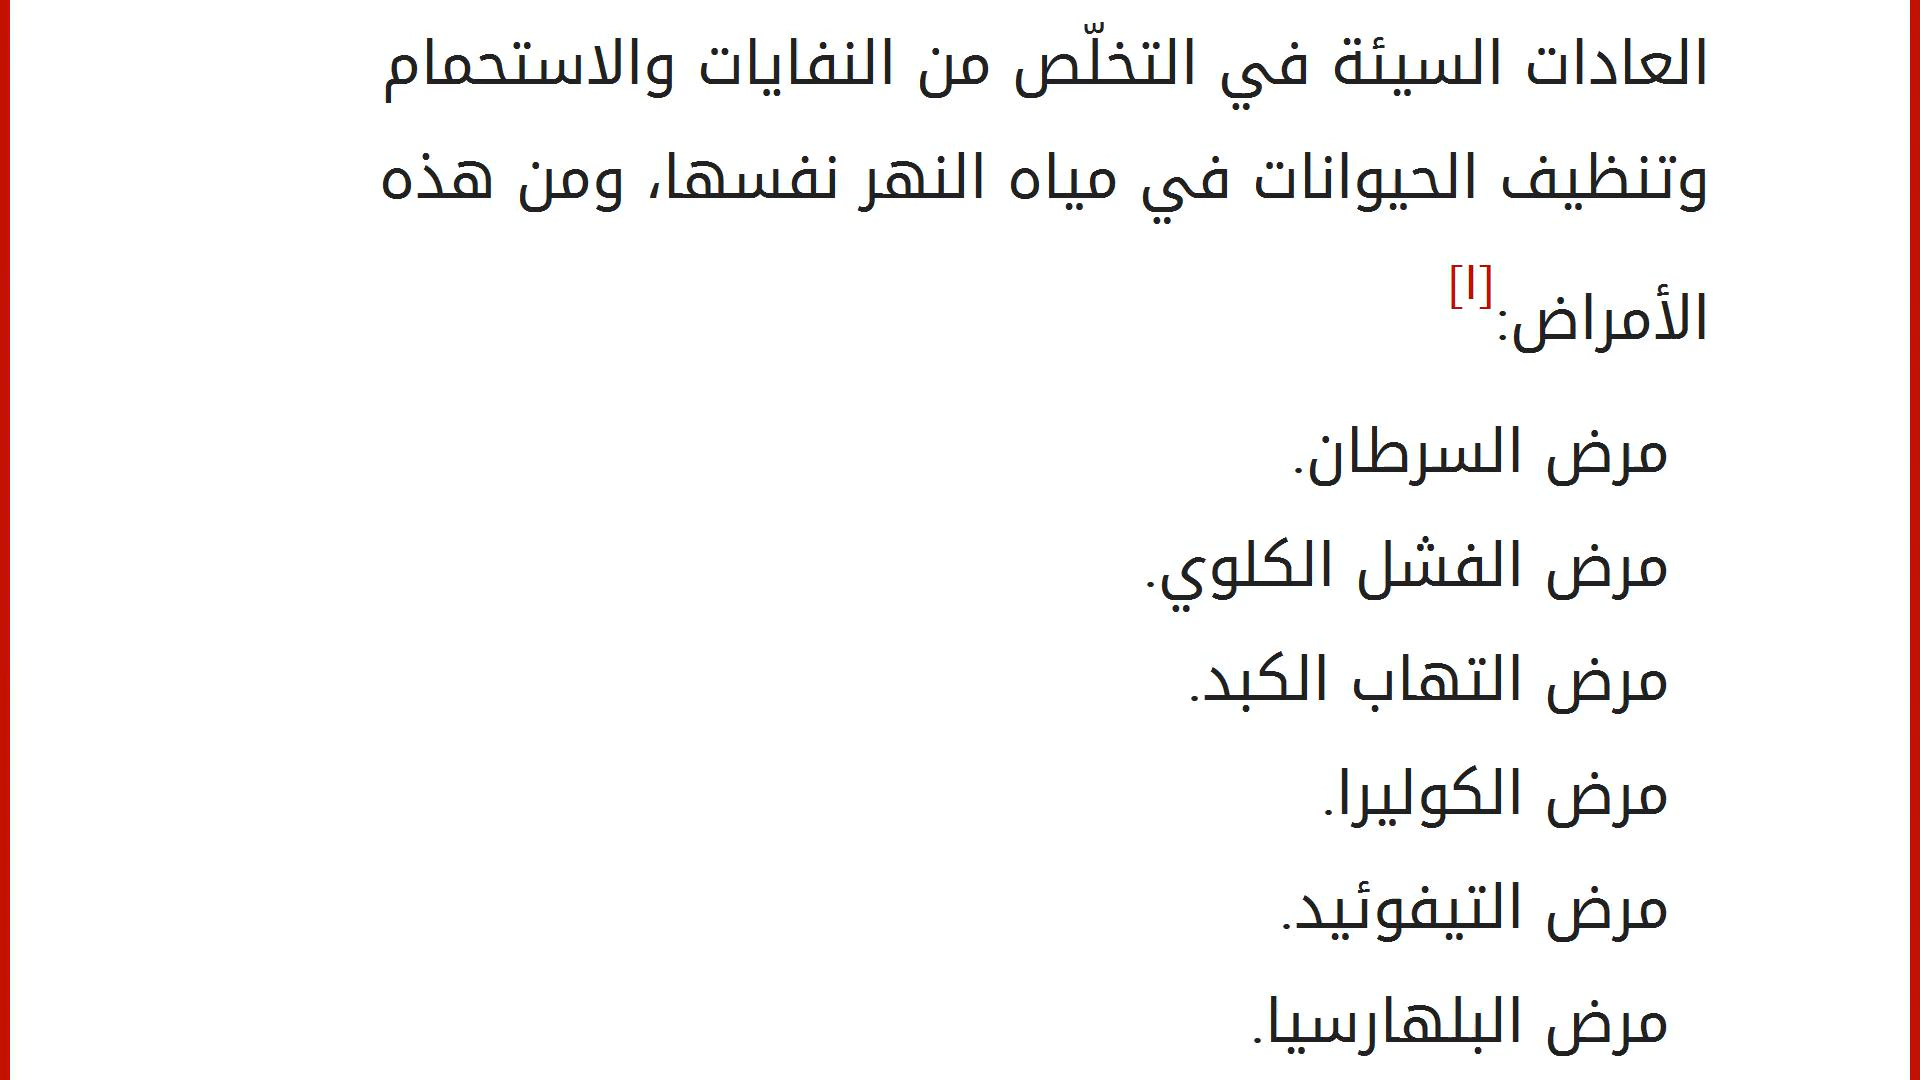 العادات السيئة في التخلّص من النفايات والاستحمام
وتنظيف الحيوانات في مياه النهر نفسها، ومن هذه
الأمراض:[ا]
مرض السرطان.
مرض الفشل الكلوي.
مرض التهاب الكبد.
مرض الكوليرا.
مرض التيفوئيد.
مرض البلهارسيا.